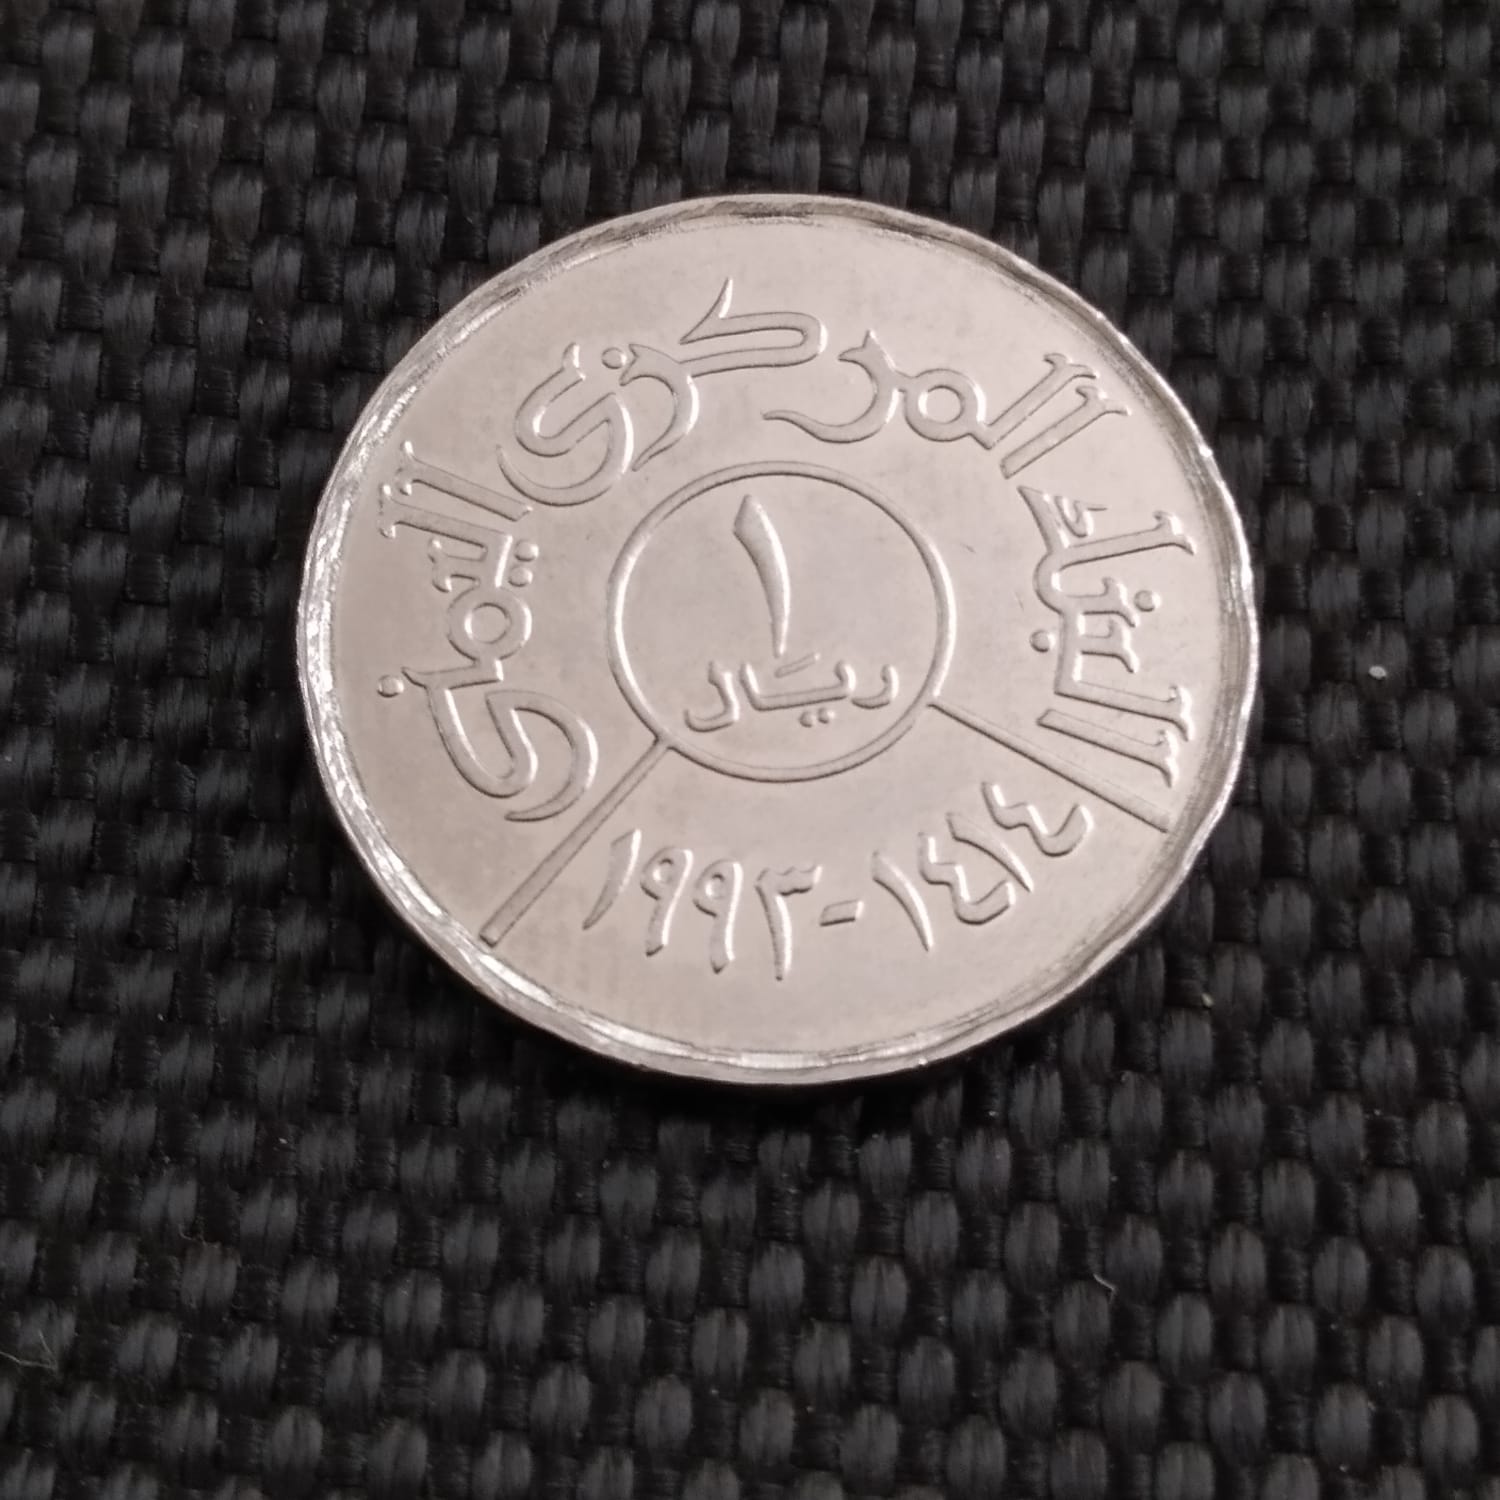 البنك المركزي اليمني
١
ريال
١٩٩٣-١٤١٤